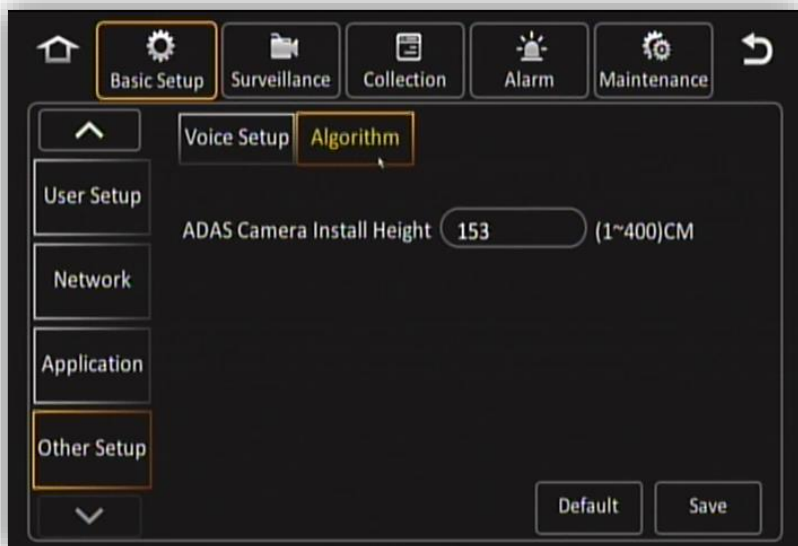 Basic Setup
Surveillance
Collection
Alarm
Maintenance
Voice Setup
Algorithm
User Setup
ADAS Camera Install Height 153 (1~400)CM
Network
Application
Other Setup
Default
Save